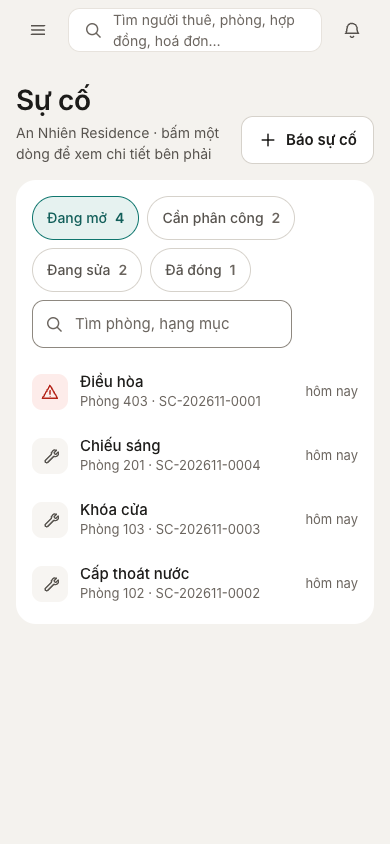 Tìm người thuê, phòng, hợp
đồng, hoá đơn...
Sự cố
An Nhiên Residence · bấm một
dòng để xem chi tiết bên phải
Báo sự cố
Đang mở 4
Cần phân công 2
Đang sửa 2
Đã đóng 1
Tìm phòng, hạng mục
Điều hòa
Phòng 403 · SC-202611-0001
hôm nay
Chiếu sáng
Phòng 201 · SC-202611-0004
hôm nay
Khóa cửa
Phòng 103 · SC-202611-0003
hôm nay
Cấp thoát nước
Phòng 102 · SC-202611-0002
hôm nay